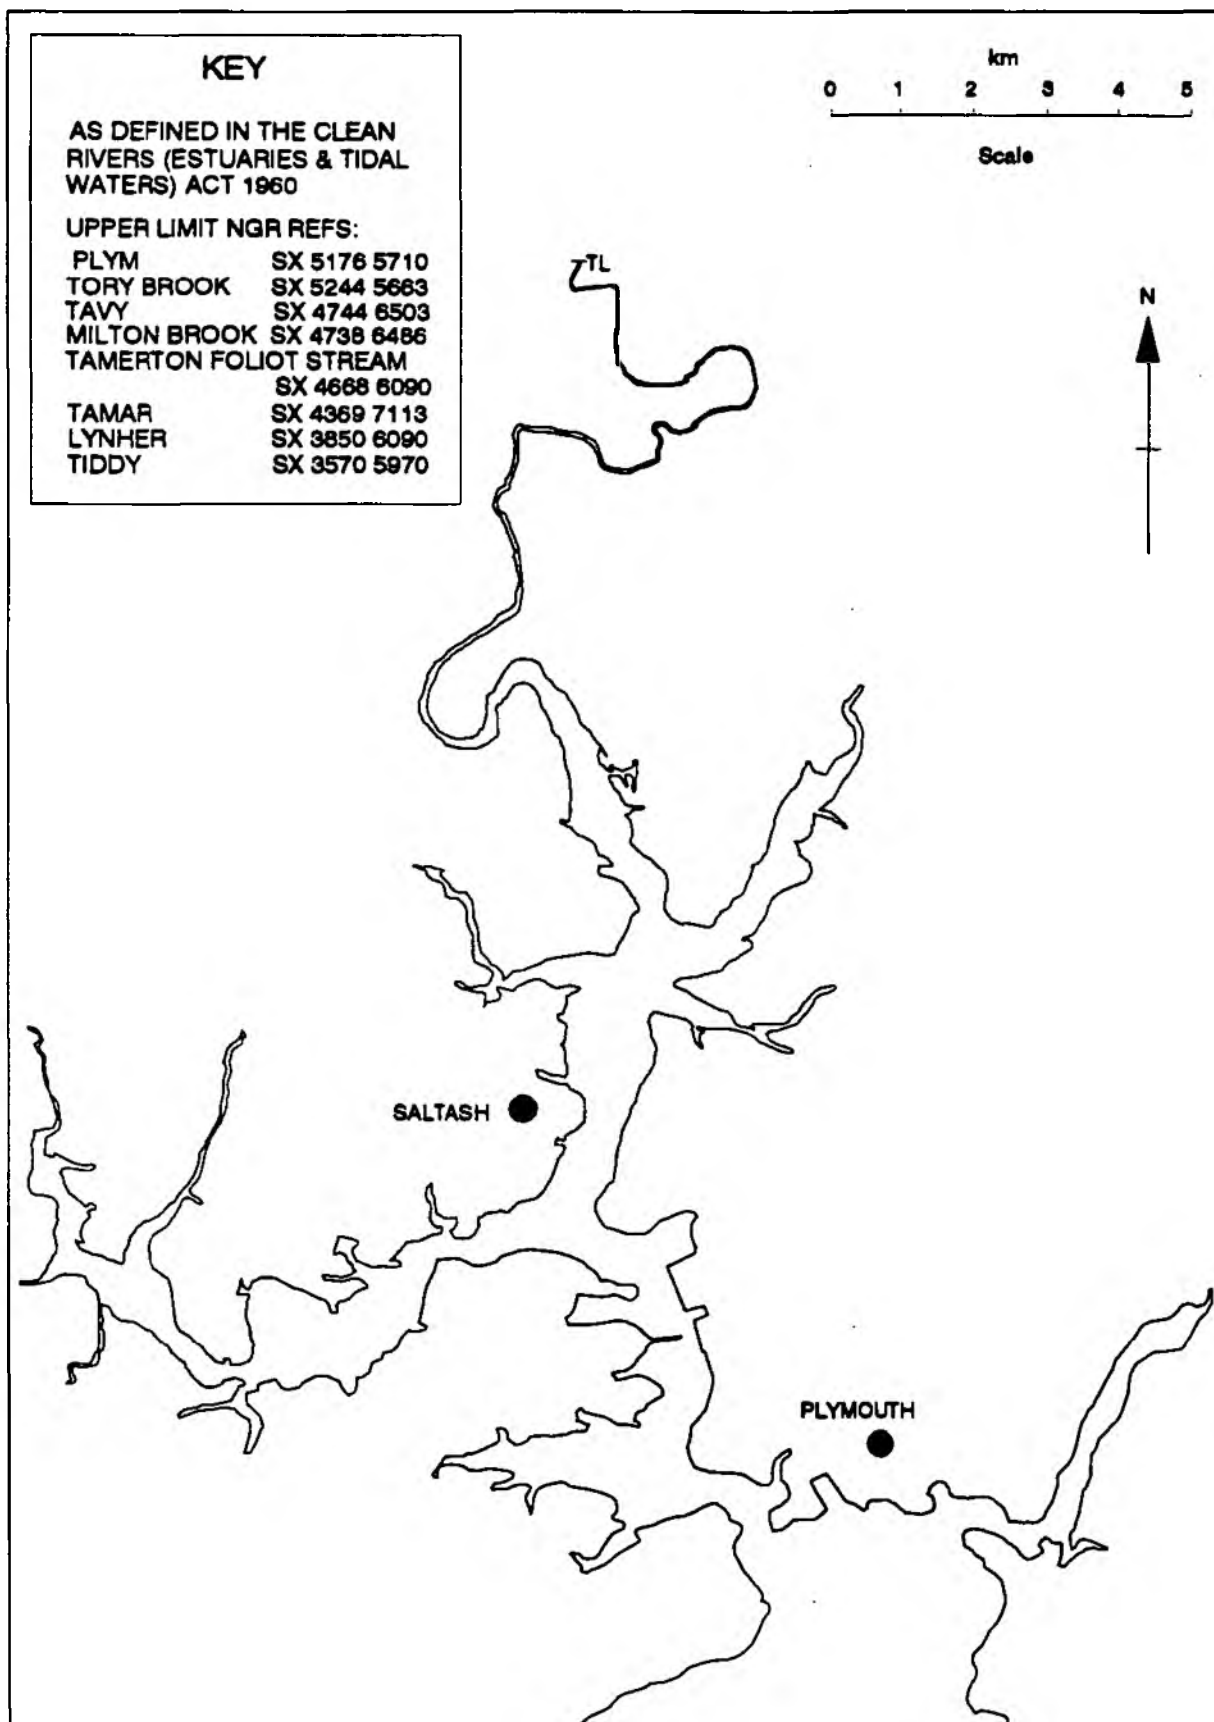 KEY
AS DEFINED IN THE CLEAN
RIVERS (ESTUARIES & TIDAL
WATERS) ACT 1960
UPPER LIMIT NGR REFS:
PLYM SX 5176 5710
TORY BROOK SX 5244 5663
TAVY SX 4744 6503
MILTON BROOK SX 4738 6486
TAMERTON FOLIOT STREAM
SX 4668 6090
TAMAR SX 4369 7113
LYNHER SX 3850 6090
TIDDY SX 3570 5970
km
0 1 2 3 4 5
Scale
TL
N
SALTASH
PLYMOUTH